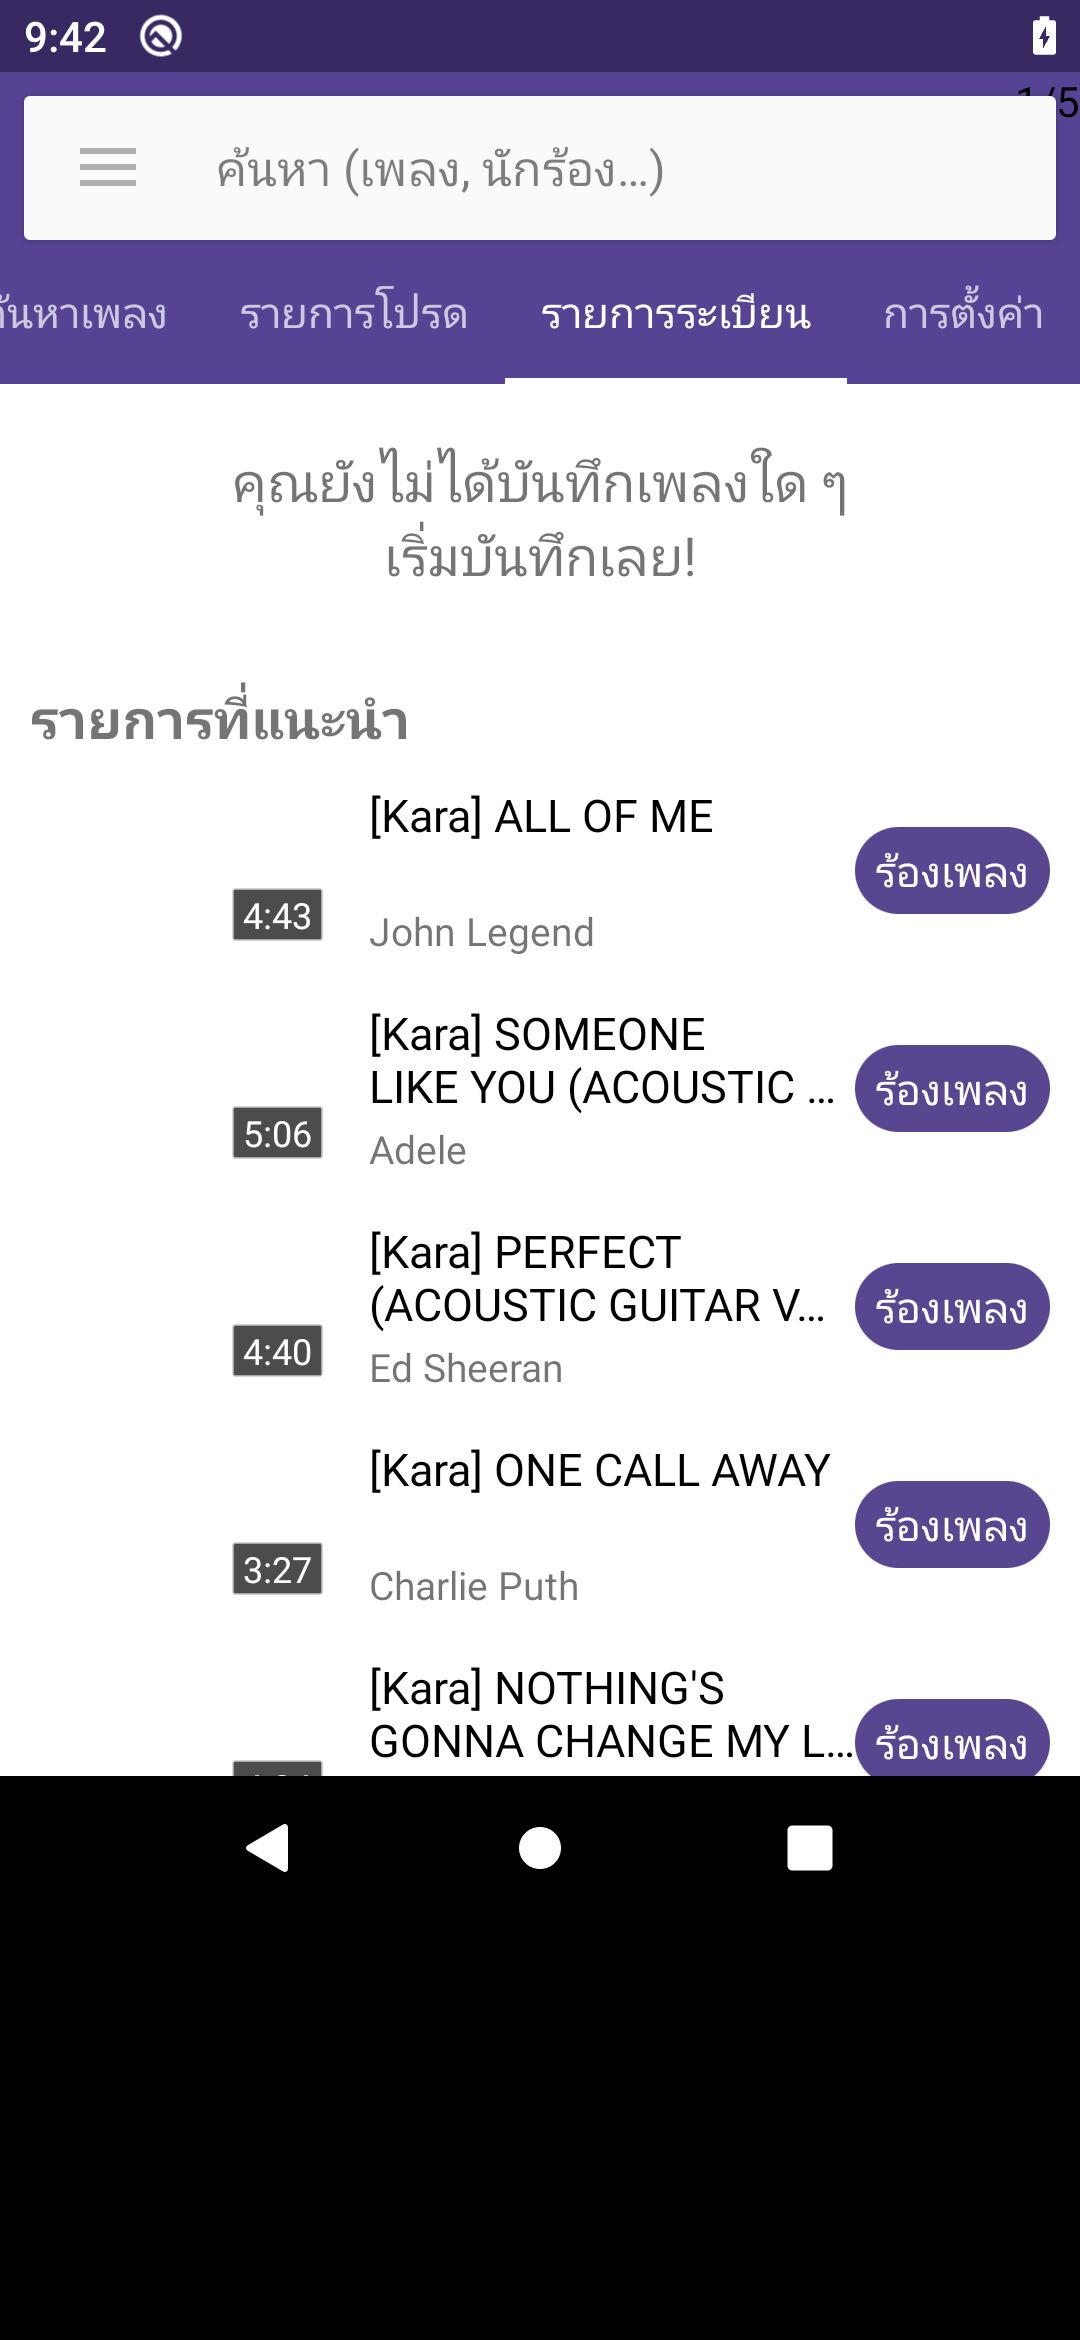 9:42
1/5
ค้นหา (เพลง, นักร้อง...)
รายการโปรด
รายการระเบียน
การตั้งค่า
คุณยังไม่ได้บันทึกเพลงใด ๆ
เริ่มบันทึกเลย!
รายการที่แนะนำ
[Kara] ALL OF ME
ร้องเพลง
4:43
John Legend
[Kara] SOMEONE
LIKE YOU (ACOUSTIC ...
ร้องเพลง
5:06
Adele
[Kara] PERFECT
(ACOUSTIC GUITAR V...
ร้องเพลง
4:40
Ed Sheeran
[Kara] ONE CALL AWAY
ร้องเพลง
3:27
Charlie Puth
[Kara] NOTHING'S
GONNA CHANGE MY L...
ร้องเพลง